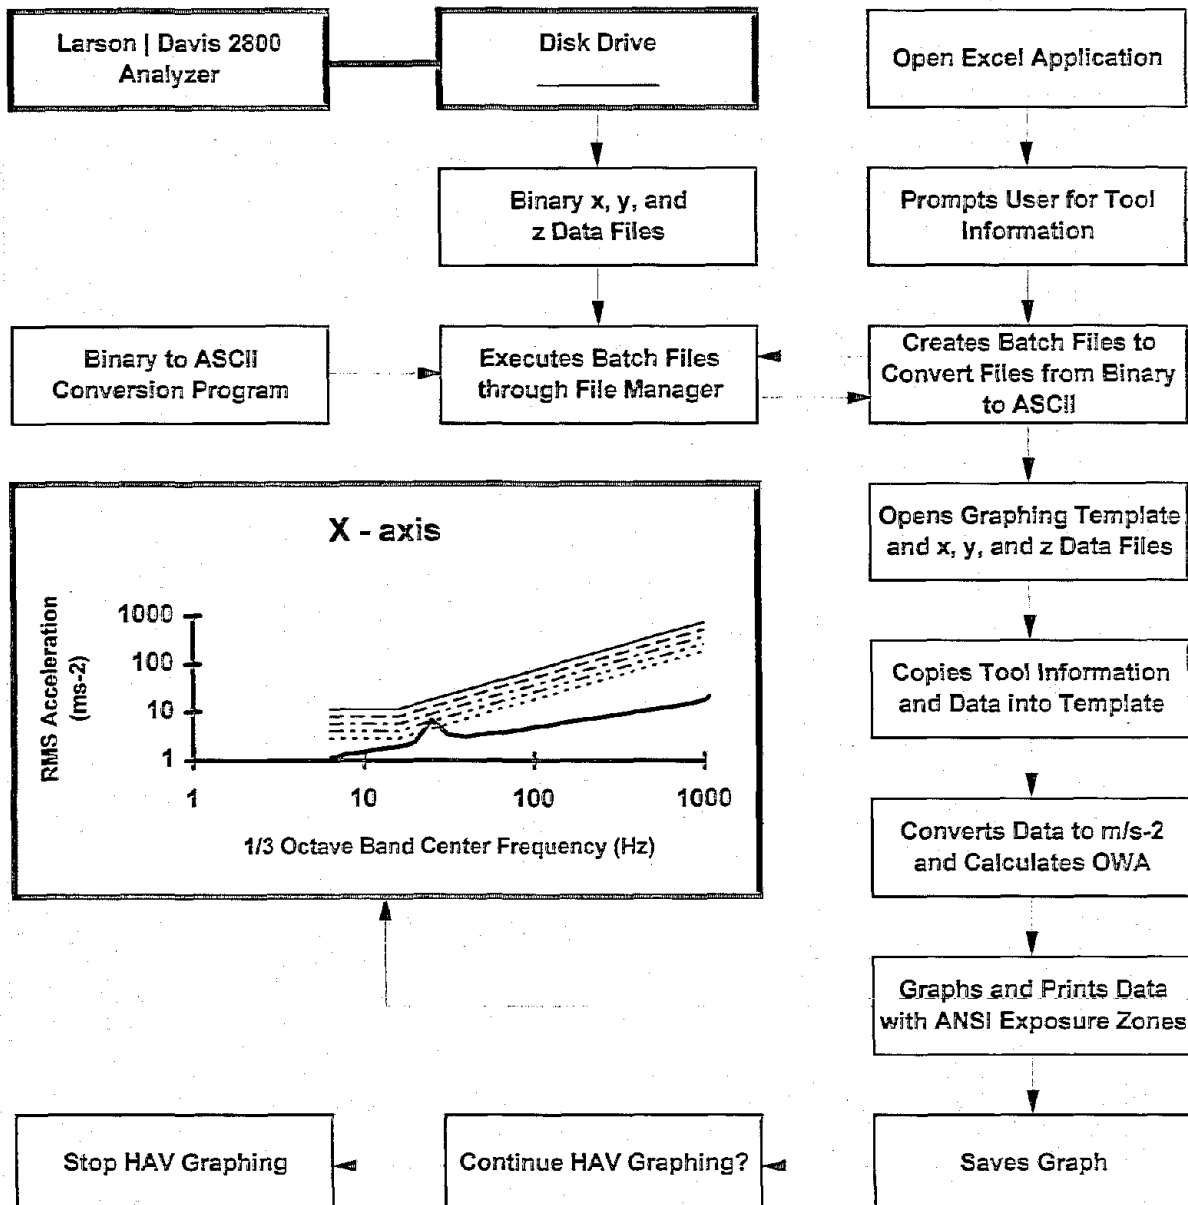 Larson | Davis 2800
Analyzer
Disk Drive
Open Excel Application
Binary x, y, and
z Data Files
Prompts User for Tool
Information
Binary to ASCII
Conversion Program
Executes Batch Files
through File Manager
Creates Batch Files to
Convert Files from Binary
to ASCII
Opens Graphing Template
and x, y, and z Data Files
X - axis
RMS Acceleration
(ms-2)
1000
100
10
1
1
10
100
1000
1/3 Octave Band Center Frequency (Hz)
Copies Tool Information
and Data into Template
Converts Data to m/s-2
and Calculates OWA
Graphs and Prints Data
with ANSI Exposure Zones
Stop HAV Graphing
Continue HAV Graphing?
Saves Graph